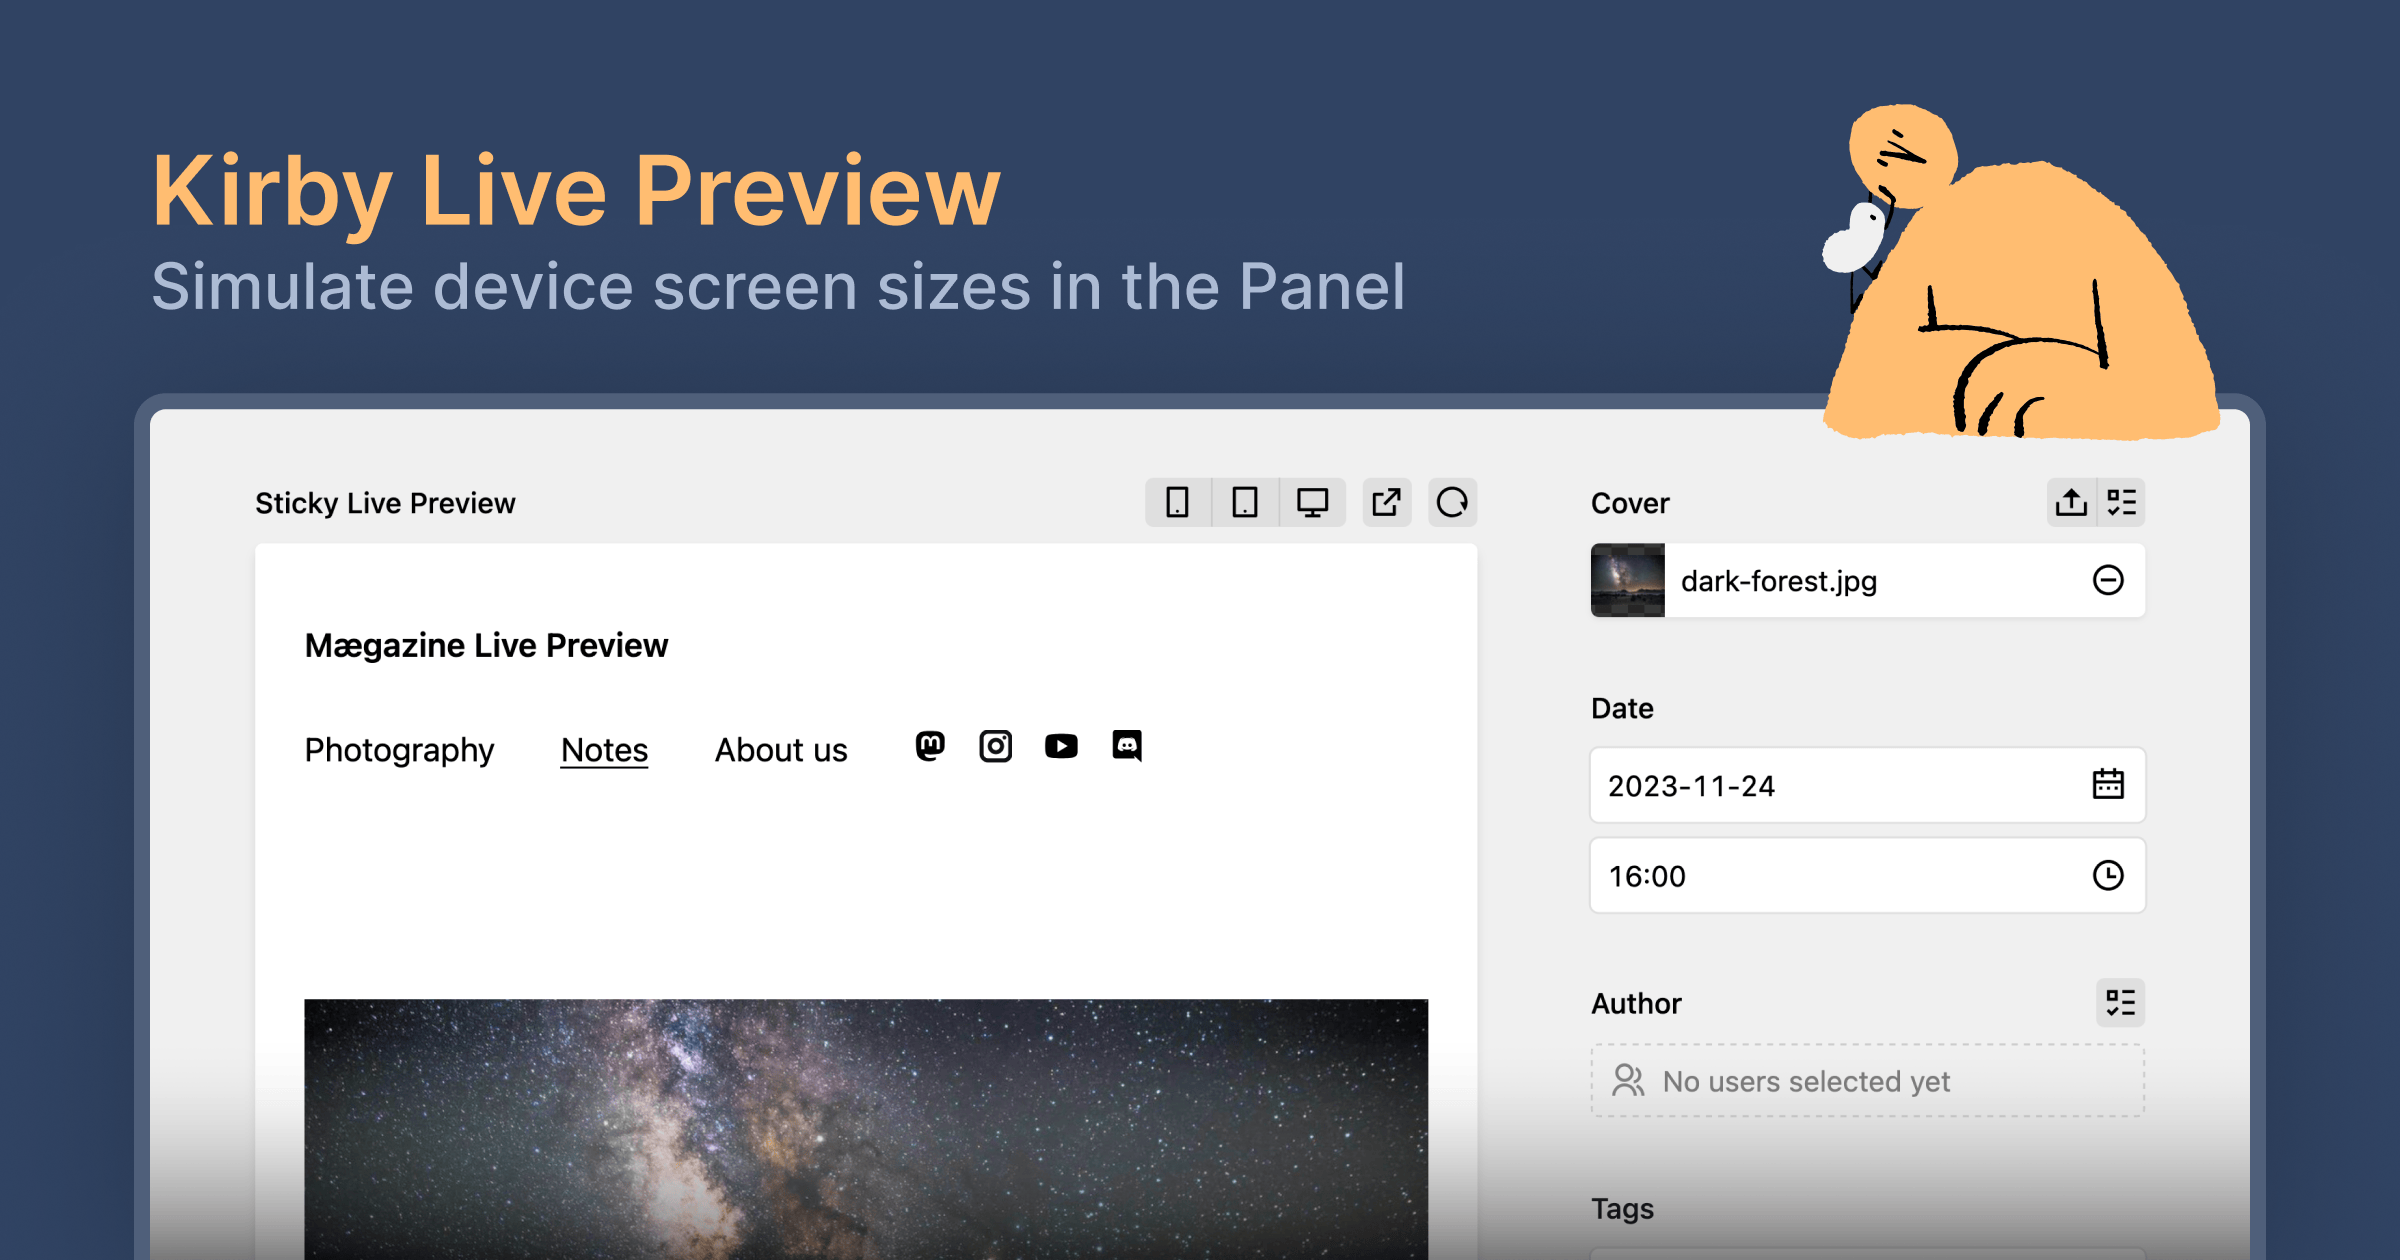 Kirby Live Preview
Simulate device screen sizes in the Panel
Sticky Live Preview
Mægazine Live Preview
Photography
Notes
About us
Cover
dark-forest.jpg
Date
2023-11-24
16:00
Author
No users selected yet
Tags